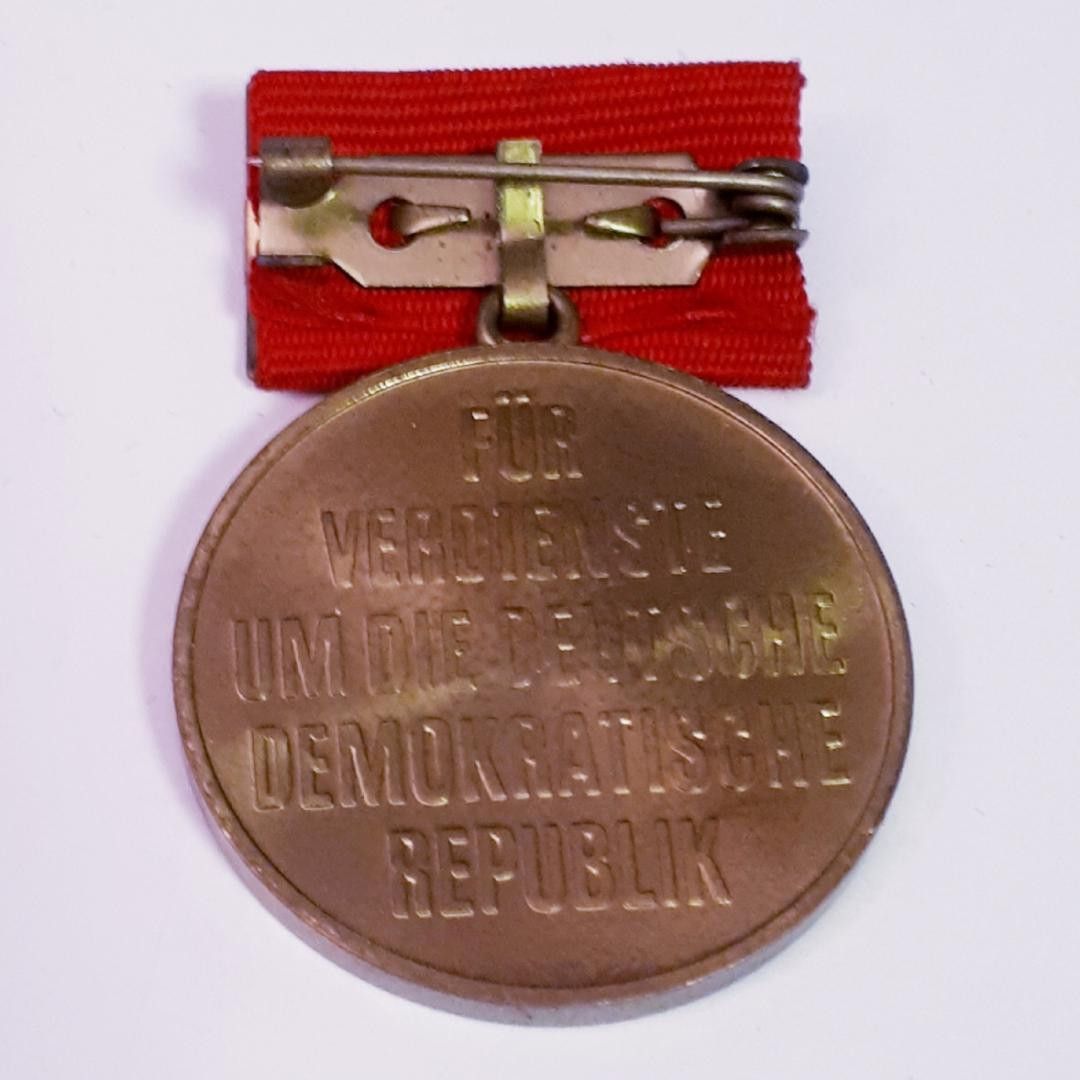 FÜR
VERDIENSTE
UM DIE DEUTSCHE
DEMOKRATISCHE
REPUBLIK